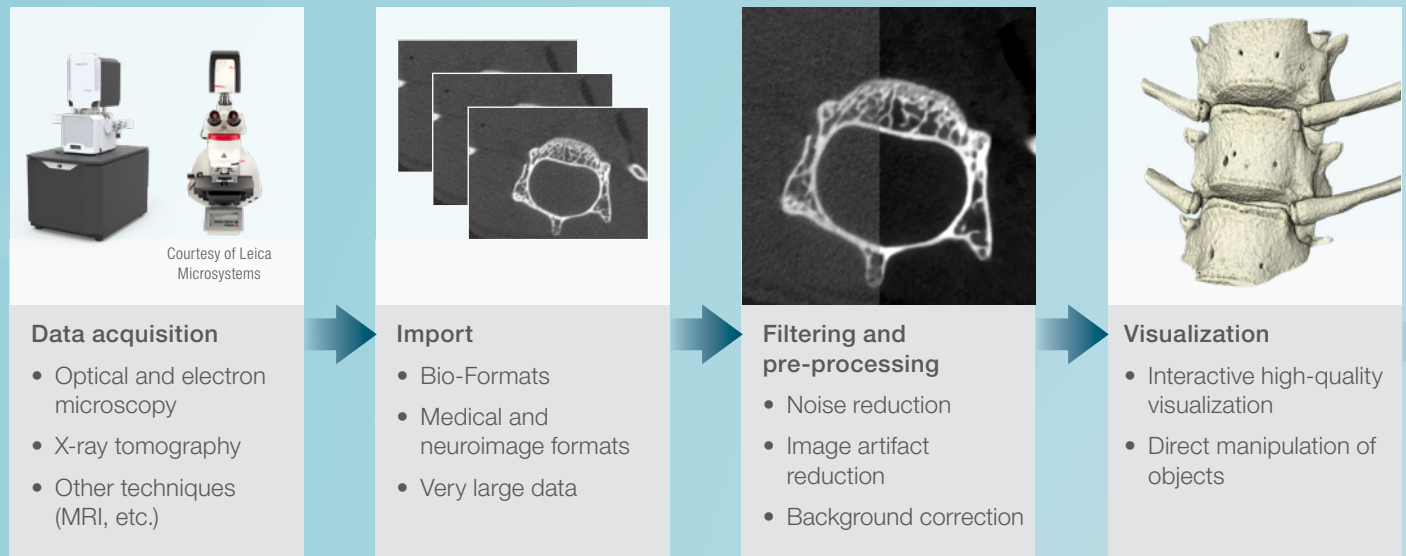 Courtesy of Leica
Microsystems
Data acquisition
• Optical and electron
microscopy
• X-ray tomography
• Other techniques
(MRI, etc.)
Import
• Bio-Formats
• Medical and
neuroimage formats
• Very large data
Filtering and
pre-processing
• Noise reduction
• Image artifact
reduction
• Background correction
Visualization
• Interactive high-quality
visualization
• Direct manipulation of
objects